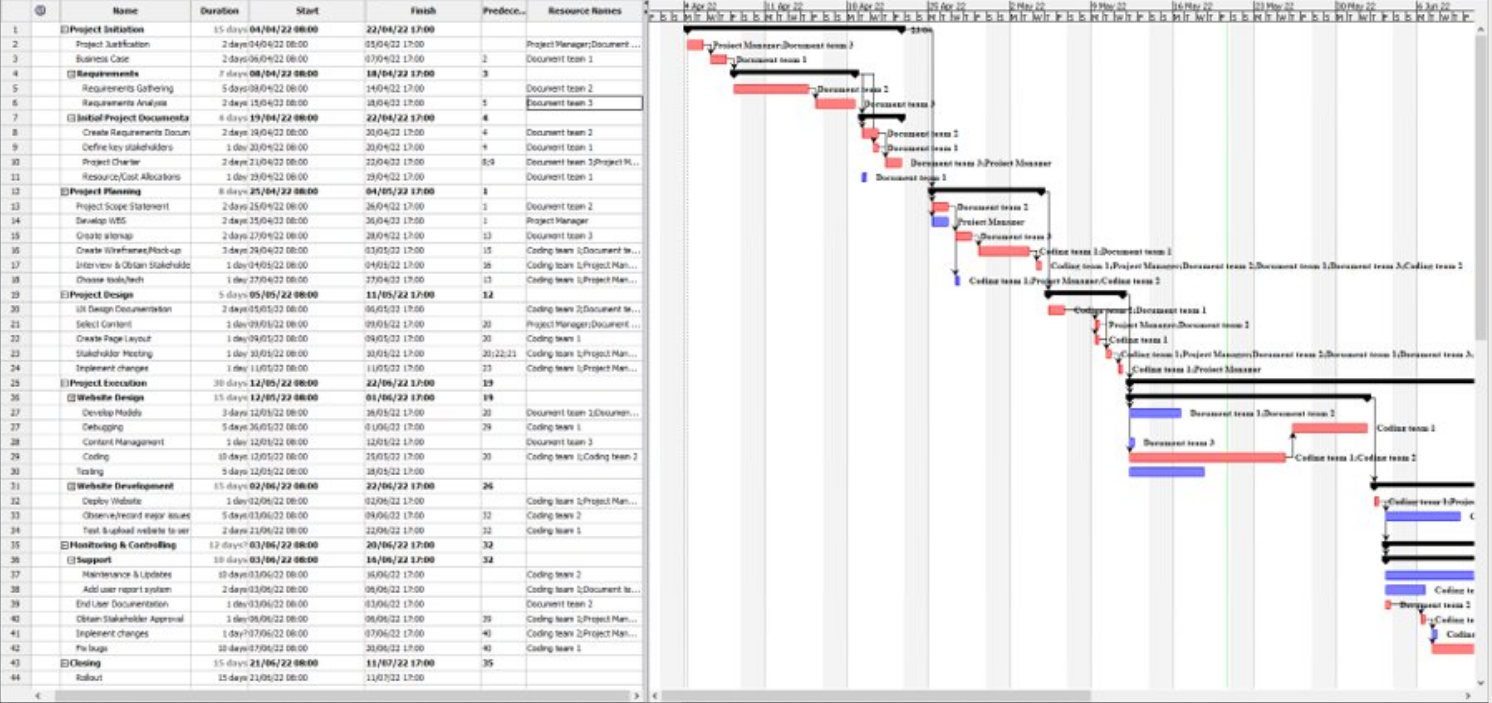 Name Duration Start Finish Predece... Resource Names
1 Project Initiation 15 days 04/04/22 08:00 22/04/22 17:00
2 Project Justification 2 days 04/04/22 08:00 05/04/22 17:00 Project Manager;Document ...
3 Business Case 2 days 06/04/22 08:00 07/04/22 17:00 2 Document team 1
4 Requirements 7 days 08/04/22 08:00 18/04/22 17:00 3
5 Requirements Gathering 5 days 08/04/22 08:00 14/04/22 17:00 Document team 2
6 Requirements Analysis 2 days 15/04/22 08:00 18/04/22 17:00 5 Document team 3
7 Initial Project Documenta 4 days 19/04/22 08:00 22/04/22 17:00 4
8 Create Requirements Docum 2 days 19/04/22 08:00 20/04/22 17:00 4 Document team 2
9 Define key stakeholders 1 day 20/04/22 08:00 20/04/22 17:00 4 Document team 1
10 Project Charter 2 days 21/04/22 08:00 22/04/22 17:00 8;9 Document team 3;Project M...
11 Resource/Cost Allocations 1 day 19/04/22 08:00 19/04/22 17:00 Document team 1
12 Project Planning 8 days 25/04/22 08:00 04/05/22 17:00 1
13 Project Scope Statement 2 days 25/04/22 08:00 26/04/22 17:00 1 Document team 2
14 Develop WBS 2 days 25/04/22 08:00 26/04/22 17:00 1 Project Manager
15 Create sitemap 2 days 27/04/22 08:00 28/04/22 17:00 13 Document team 3
16 Create Wireframes/Mock-up 3 days 29/04/22 08:00 03/05/22 17:00 15 Coding team 1;Document te...
17 Interview & Obtain Stakeholde 1 day 04/05/22 08:00 04/05/22 17:00 16 Coding team 1;Project Man...
18 Choose tools/tech 1 day 27/04/22 08:00 27/04/22 17:00 13 Coding team 1;Project Man...
19 Project Design 5 days 05/05/22 08:00 11/05/22 17:00 12
20 UX Design Documentation 2 days 05/05/22 08:00 06/05/22 17:00 Coding team 2;Document te...
21 Select Content 1 day 09/05/22 08:00 09/05/22 17:00 20 Project Manager;Document ...
22 Create Page Layout 1 day 09/05/22 08:00 09/05/22 17:00 20 Coding team 1
23 Stakeholder Meeting 1 day 10/05/22 08:00 10/05/22 17:00 20;22;21 Coding team 1;Project Man...
24 Implement changes 1 day 11/05/22 08:00 11/05/22 17:00 23 Coding team 1;Project Man...
25 Project Execution 30 days 12/05/22 08:00 22/06/22 17:00 19
26 Website Design 15 days 12/05/22 08:00 01/06/22 17:00 19
27 Develop Models 3 days 12/05/22 08:00 16/05/22 17:00 20 Document team 1;Documen...
27 Debugging 5 days 26/05/22 08:00 01/06/22 17:00 29 Coding team 1
28 Content Management 1 day 12/05/22 08:00 12/05/22 17:00 Document team 3
29 Coding 10 days 12/05/22 08:00 25/05/22 17:00 20 Coding team 1;Coding team 2
30 Testing 5 days 12/05/22 08:00 18/05/22 17:00
31 Website Development 15 days 02/06/22 08:00 22/06/22 17:00 26
32 Deploy Website 1 day 02/06/22 08:00 02/06/22 17:00 Coding team 1;Project Man...
33 Observe/record major issues 5 days 03/06/22 08:00 09/06/22 17:00 32 Coding team 2
34 Test & upload website to ser 2 days 21/06/22 08:00 22/06/22 17:00 32 Coding team 1
35 Monitoring & Controlling 12 days? 03/06/22 08:00 20/06/22 17:00 32
36 Support 10 days 03/06/22 08:00 16/06/22 17:00 32
37 Maintenance & Updates 10 days 03/06/22 08:00 16/06/22 17:00 Coding team 2
38 Add user report system 2 days 03/06/22 08:00 06/06/22 17:00 Coding team 1;Document te...
39 End User Documentation 1 day 03/06/22 08:00 03/06/22 17:00 Document team 2
40 Obtain Stakeholder Approval 1 day 06/06/22 08:00 06/06/22 17:00 39 Coding team 1;Project Man...
41 Implement changes 1 day? 07/06/22 08:00 07/06/22 17:00 40 Coding team 2;Project Man...
42 Fix bugs 10 days 07/06/22 08:00 20/06/22 17:00 40 Coding team 1
43 Closing 15 days 21/06/22 08:00 11/07/22 17:00 35
44 Rollout 15 days 21/06/22 08:00 11/07/22 17:00
4 Apr 22 11 Apr 22 18 Apr 22 25 Apr 22 2 May 22 9 May 22 16 May 22 23 May 22 30 May 22 6 Jun 22
Project Manager;Document team 3
Document team 1
Document team 2
Document team 3
Document team 2
Document team 1
Document team 3;Project Manager
Document team 1
Document team 2
Project Manager
Document team 3
Coding team 1;Document team 1
Coding team 1;Project Manager;Document team 2;Document team 1;Document team 3;Coding team 2
Coding team 1;Project Manager;Coding team 2
Coding team 2;Document team 1
Project Manager;Document team 2
Coding team 1
Coding team 1;Project Manager;Document team 2;Document team 1;Document team 3;
Coding team 1;Project Manager
Document team 1;Document team 2
Coding team 1
Document team 3
Coding team 1;Coding team 2
Coding team 1;Projec
C
Coding te
Document team 2
Coding te
Codin